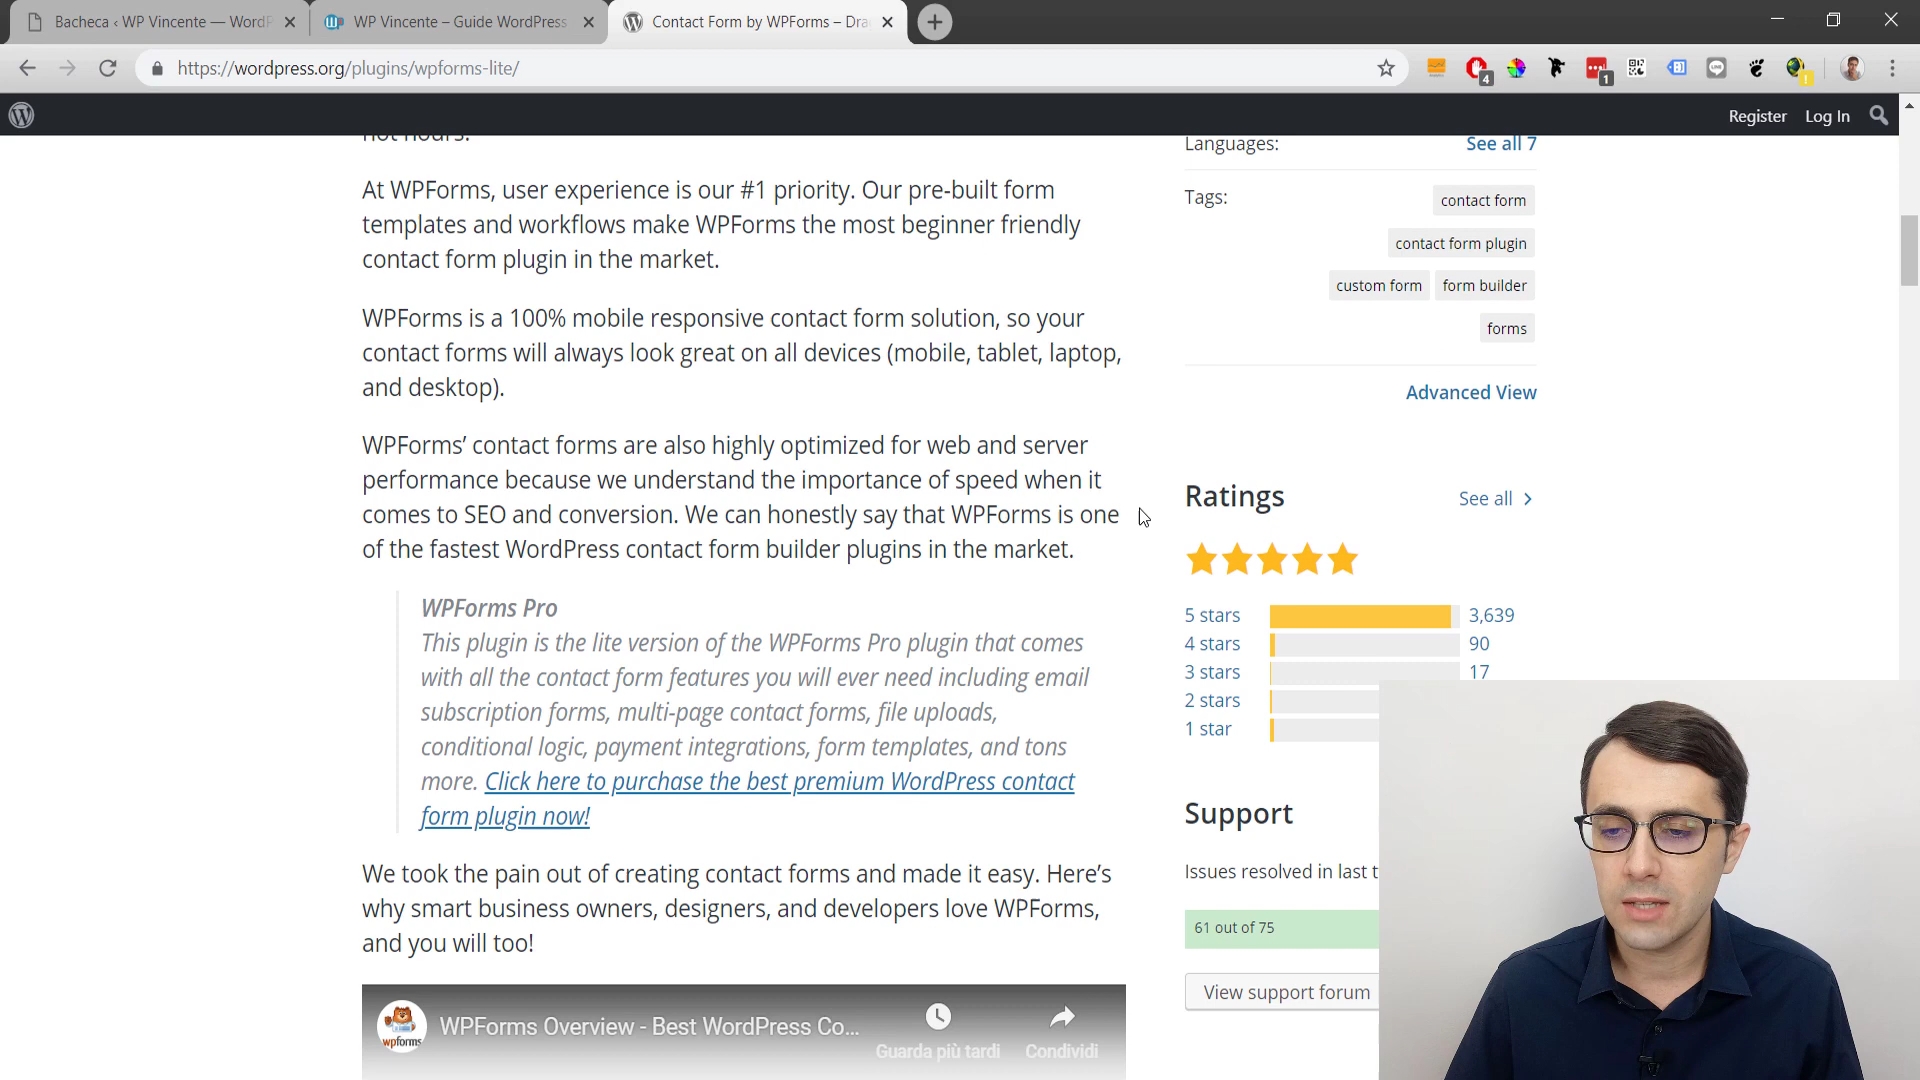 Bacheca ‹ WP Vincente — WordP
WP Vincente – Guide WordPress
Contact Form by WPForms – Dra
https://wordpress.org/plugins/wpforms-lite/
4
1
Register
Log In
not hours.
At WPForms, user experience is our #1 priority. Our pre-built form
templates and workflows make WPForms the most beginner friendly
contact form plugin in the market.
WPForms is a 100% mobile responsive contact form solution, so your
contact forms will always look great on all devices (mobile, tablet, laptop,
and desktop).
WPForms’ contact forms are also highly optimized for web and server
performance because we understand the importance of speed when it
comes to SEO and conversion. We can honestly say that WPForms is one
of the fastest WordPress contact form builder plugins in the market.
WPForms Pro
This plugin is the lite version of the WPForms Pro plugin that comes
with all the contact form features you will ever need including email
subscription forms, multi-page contact forms, file uploads,
conditional logic, payment integrations, form templates, and tons
more. Click here to purchase the best premium WordPress contact
form plugin now!
We took the pain out of creating contact forms and made it easy. Here’s
why smart business owners, designers, and developers love WPForms,
and you will too!
wpforms
WPForms Overview - Best WordPress Co...
Guarda più tardi
Condividi
Languages: See all 7
Tags: contact form
contact form plugin
custom form form builder
forms
Advanced View
Ratings See all
5 stars 3,639
4 stars 90
3 stars 17
2 stars
1 star
Support
Issues resolved in last t
61 out of 75
View support forum